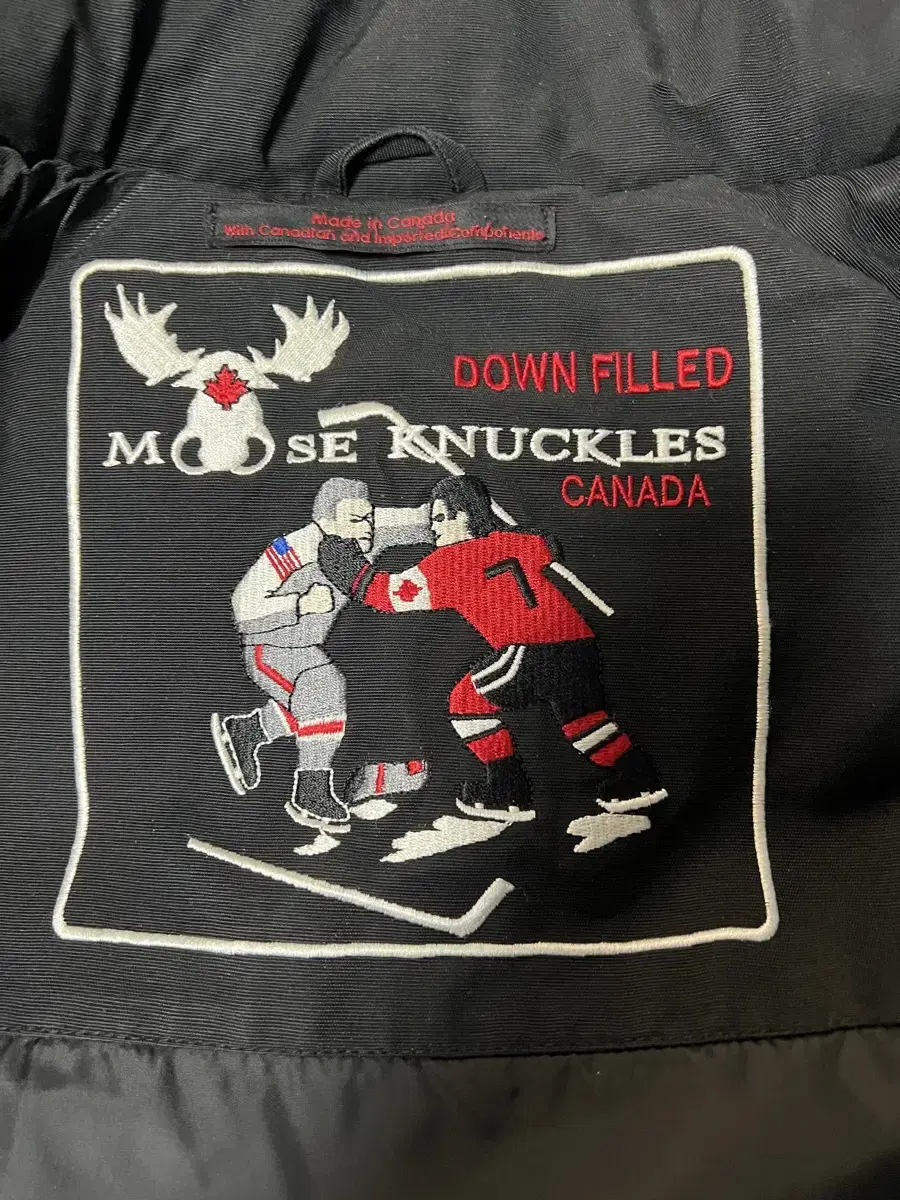 Made in Canada
With Canadian and Imported Components
DOWN FILLED
MOOSE KNUCKLES
CANADA
7